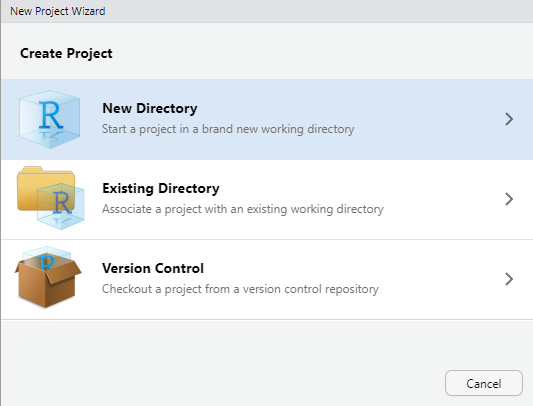 New Project Wizard
Create Project
New Directory
Start a project in a brand new working directory
Existing Directory
Associate a project with an existing working directory
Version Control
Checkout a project from a version control repository
Cancel